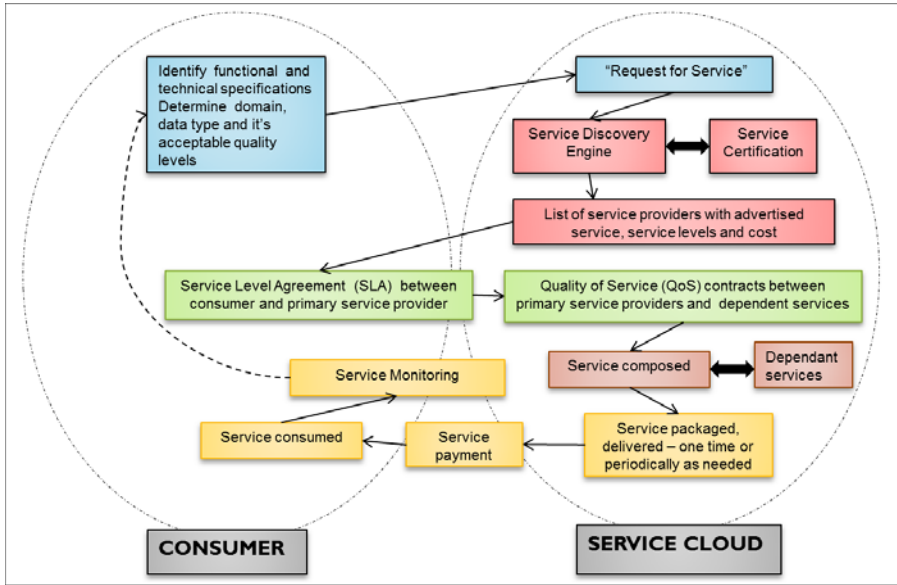 Identify functional and
technical specifications
Determine domain,
data type and it's
acceptable quality
levels
“Request for Service”
Service Discovery
Engine
Service
Certification
List of service providers with advertised
service, service levels and cost
Service Level Agreement (SLA) between
consumer and primary service provider
Quality of Service (QoS) contracts between
primary service providers and dependent services
Service composed
Dependant
services
Service Monitoring
Service consumed
Service
payment
Service packaged,
delivered – one time or
periodically as needed
CONSUMER
SERVICE CLOUD